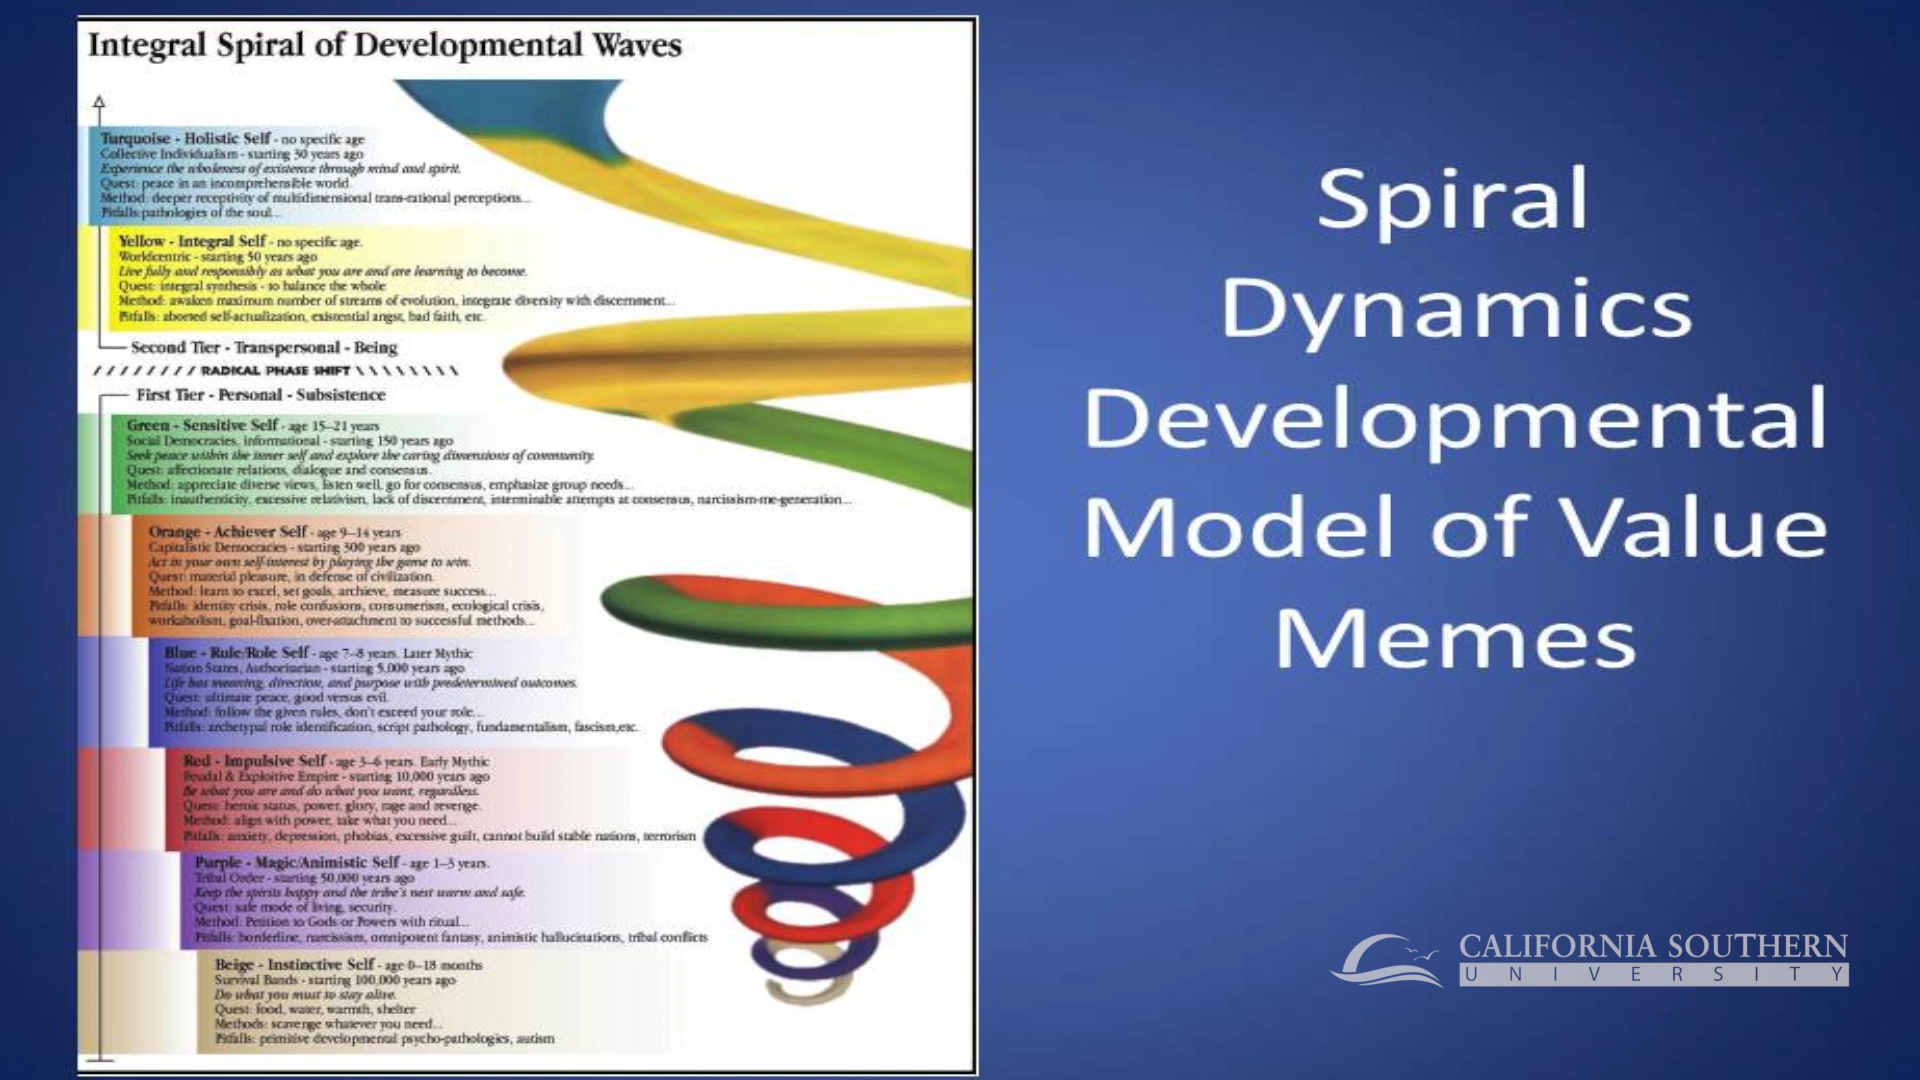 Integral Spiral of Developmental Waves
Turquoise - Holistic Self - no specific age
Collective Individualism - starting 30 years ago
Experience the wholeness of existence through mind and spirit.
Quest: peace in an incomprehensible world.
Method: deeper receptivity of multidimensional trans-rational perceptions...
Pitfalls: pathologies of the soul...
Yellow - Integral Self - no specific age.
Worldcentric - starting 50 years ago
Live fully and responsibly as what you are and are learning to become.
Quest: integral synthesis - to balance the whole
Method: awaken maximum number of streams of evolution, integrate diversity with discernment...
Pitfalls: aborted self-actualization, existential angst, bad faith, etc.
Second Tier - Transpersonal - Being
/ / / / / / / / RADICAL PHASE SHIFT \ \ \ \ \ \ \ \
First Tier - Personal - Subsistence
Green - Sensitive Self - age 15–21 years
Social Democracies, informational - starting 150 years ago
Seek peace within the inner self and explore the caring dimensions of community.
Quest: affectionate relations, dialogue and consensus.
Method: appreciate diverse views, listen well, go for consensus, emphasize group needs...
Pitfalls: inauthenticity, excessive relativism, lack of discernment, interminable attempts at consensus, narcissism-me-generation...
Orange - Achiever Self - age 9–14 years
Capitalistic Democracies - starting 300 years ago
Act in your own self-interest by playing the game to win.
Quest: material pleasure, in defense of civilization.
Method: learn to excel, set goals, archieve, measure success...
Pitfalls: identity crisis, role confusions, consumerism, ecological crisis,
workaholism, goal-fixation, over-attachment to successful methods...
Blue - Rule/Role Self - age 7–8 years. Later Mythic
Nation States, Authoritarian - starting 5,000 years ago
Life has meaning, direction, and purpose with predetermined outcomes.
Quest: ultimate peace, good versus evil.
Method: follow the given rules, don't exceed your role...
Pitfalls: archetypal role identification, script pathology, fundamentalism, fascism,etc.
Red - Impulsive Self - age 3–6 years. Early Mythic
Feudal & Exploitive Empire - starting 10,000 years ago
Be what you are and do what you want, regardless.
Quest: heroic status, power, glory, rage and revenge.
Method: align with power, take what you need...
Pitfalls: anxiety, depression, phobias, excessive guilt, cannot build stable nations, terrorism
Purple - Magic/Animistic Self - age 1–3 years.
Tribal Order - starting 50,000 years ago
Keep the spirits happy and the tribe's nest warm and safe.
Quest: safe mode of living, security.
Method: Petition to Gods or Powers with ritual...
Pitfalls: borderline, narcissism, omnipotent fantasy, animistic hallucinations, tribal conflicts
Beige - Instinctive Self - age 0–18 months
Survival Bands - starting 100,000 years ago
Do what you must to stay alive.
Quest: food, water, warmth, shelter
Methods: scavenge whatever you need...
Pitfalls: primitive developmental psycho-pathologies, autism
Spiral
Dynamics
Developmental
Model of Value
Memes
CALIFORNIA SOUTHERN
UNIVERSITY